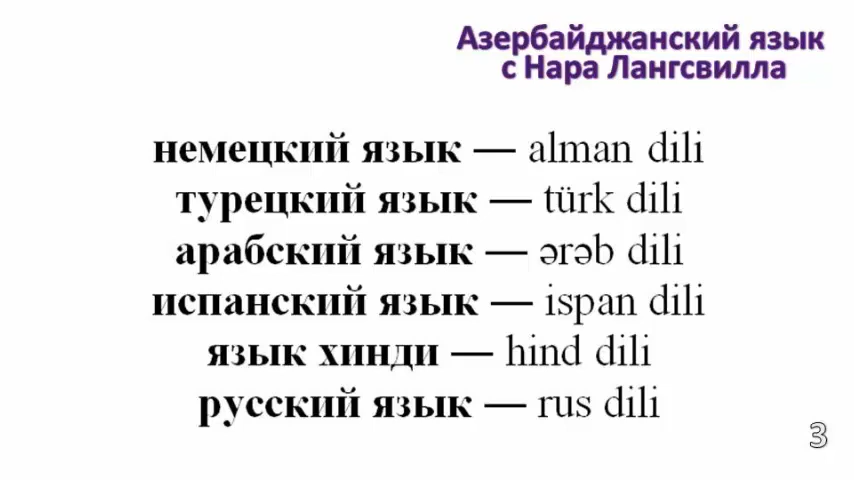 Азербайджанский язык
с Нара Лангсвилла
немецкий язык — alman dili
турецкий язык — türk dili
арабский язык — ərəb dili
испанский язык — ispan dili
язык хинди — hind dili
русский язык — rus dili
3